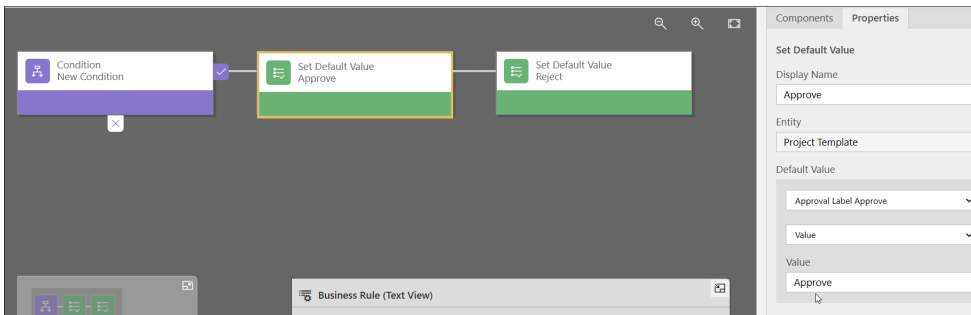 Components Properties
Condition
New Condition
Set Default Value
Approve
Set Default Value
Reject
Set Default Value
Display Name
Approve
Entity
Project Template
Default Value
Approval Label Approve
Value
Value
Approve
Business Rule (Text View)